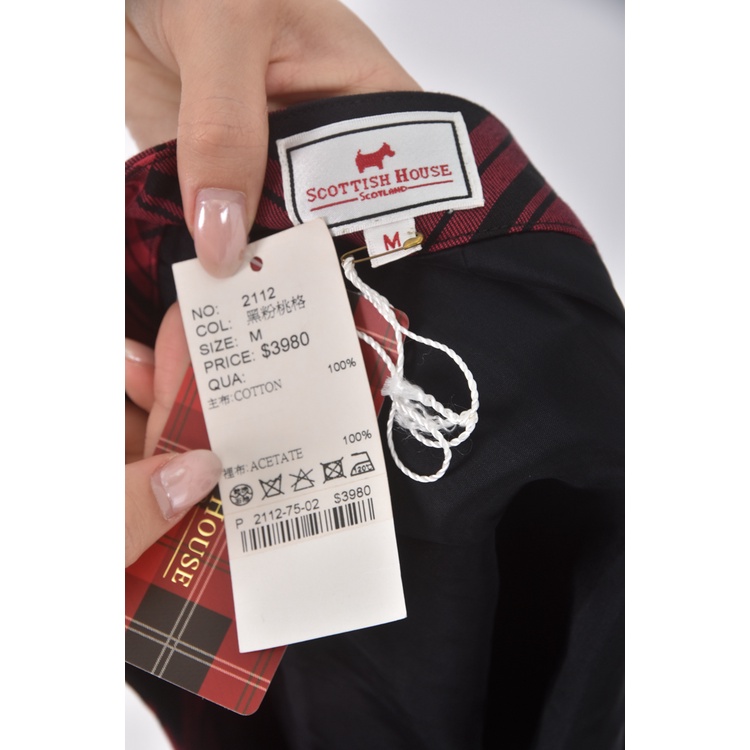 SCOTTISH HOUSE
SCOTLAND
M
NO: 2112
COL: 黑粉桃格
SIZE: M
PRICE: $3980
QUA:
主布:COTTON 100%
裡布:ACETATE 100%
120°
P 2112-75-02 $3980
HOUSE